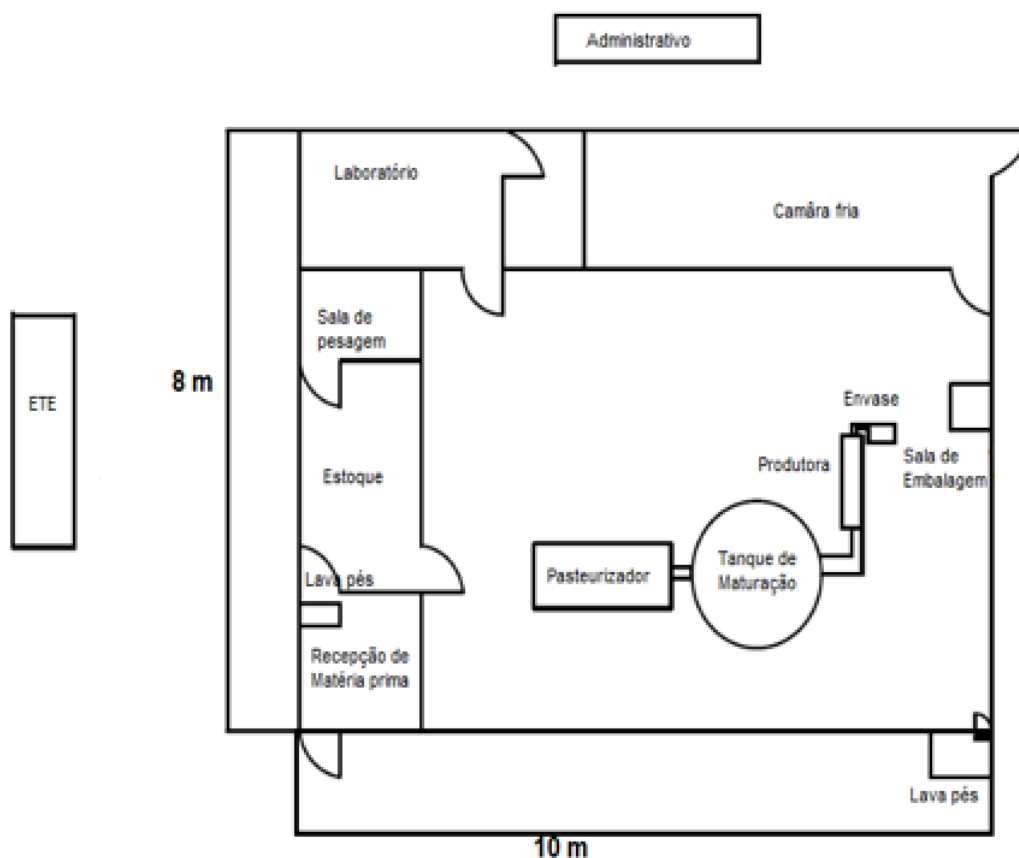 Administrativo
Laboratório
Camâra fria
Sala de
pesagem
8 m
ETE
Envase
Produtora
Sala de
Embalagem
Estoque
Tanque de
Maturação
Pasteurizador
Lava pés
Recepção de
Matéria prima
Lava pés
10 m